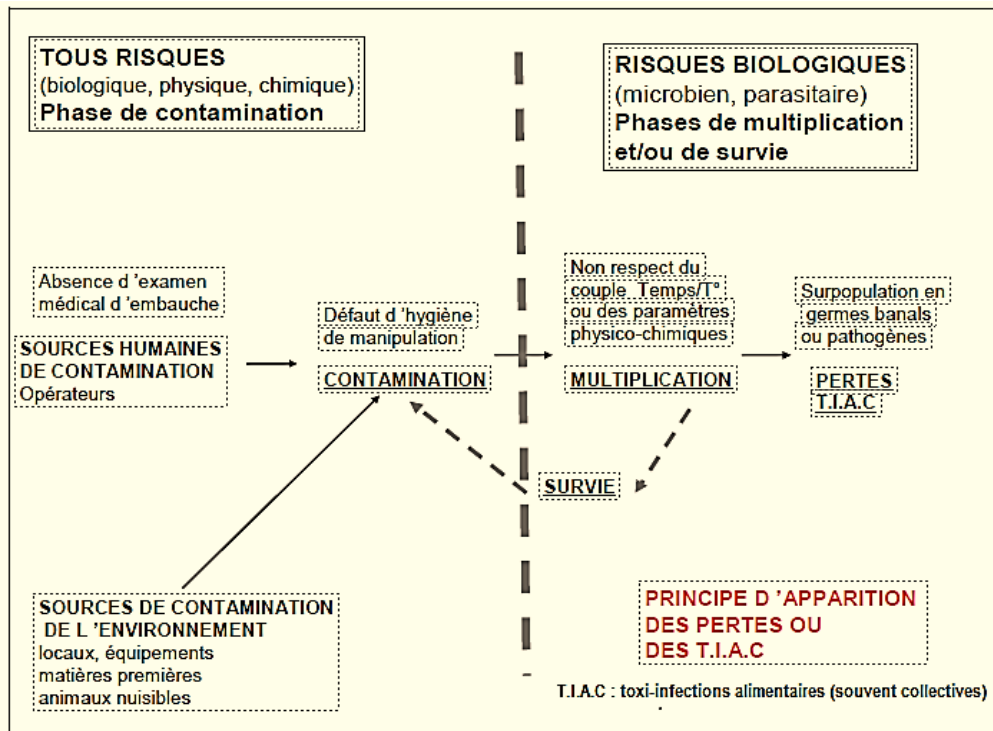 TOUS RISQUES
(biologique, physique, chimique)
Phase de contamination
RISQUES BIOLOGIQUES
(microbien, parasitaire)
Phases de multiplication
et/ou de survie
Absence d ’examen
médical d ’embauche
SOURCES HUMAINES
DE CONTAMINATION
Opérateurs
Défaut d ’hygiène
de manipulation
CONTAMINATION
Non respect du
couple Temps/T°
ou des paramètres
physico-chimiques
MULTIPLICATION
Surpopulation en
germes banals
ou pathogènes
PERTES
T.I.A.C
SURVIE
SOURCES DE CONTAMINATION
DE L ’ENVIRONNEMENT
locaux, équipements
matières premières
animaux nuisibles
PRINCIPE D ’APPARITION
DES PERTES OU
DES T.I.A.C
T.I.A.C : toxi-infections alimentaires (souvent collectives)